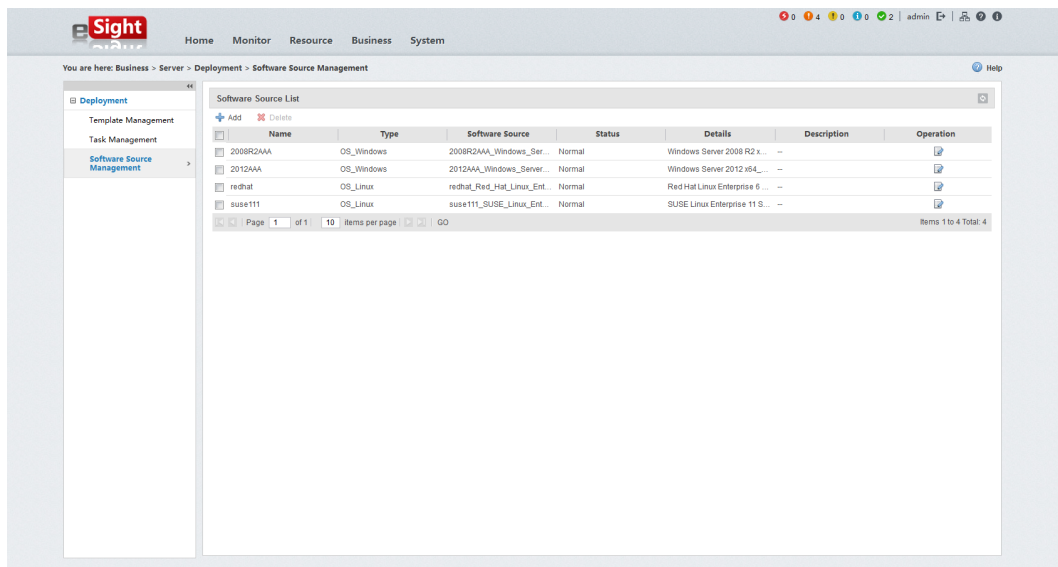 eSight
0 4 0 0 2 admin
Home Monitor Resource Business System
You are here: Business > Server > Deployment > Software Source Management
Help
Deployment
Template Management
Task Management
Software Source
Management
Software Source List
Add Delete
Name Type Software Source Status Details Description Operation
2008R2AAA OS_Windows 2008R2AAA_Windows_Ser... Normal Windows Server 2008 R2 x... --
2012AAA OS_Windows 2012AAA_Windows_Server... Normal Windows Server 2012 x64_... --
redhat OS_Linux redhat_Red_Hat_Linux_Ent... Normal Red Hat Linux Enterprise 6 ... --
suse111 OS_Linux suse111_SUSE_Linux_Ent... Normal SUSE Linux Enterprise 11 S... --
Page 1 of 1 10 items per page GO
Items 1 to 4 Total: 4